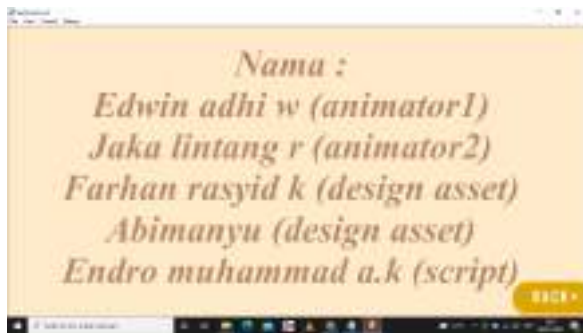 Nama :
Edwin adhi w (animator1)
Jaka lintang r (animator2)
Farhan rasyid k (design asset)
Abimanyu (design asset)
Endro muhammad a.k (script)
BACK